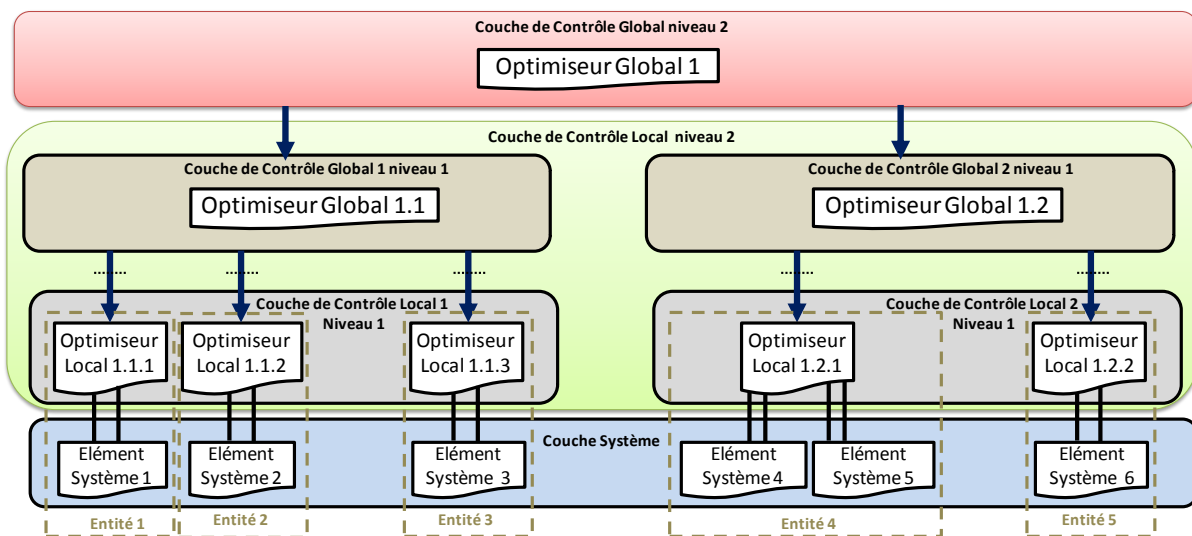 Couche de Contrôle Global niveau 2
Optimiseur Global 1
Couche de Contrôle Local niveau 2
Couche de Contrôle Global 1 niveau 1
Optimiseur Global 1.1
Couche de Contrôle Global 2 niveau 1
Optimiseur Global 1.2
........
........
........
........
........
Couche de Contrôle Local 1
Niveau 1
Couche de Contrôle Local 2
Niveau 1
Optimiseur
Local 1.1.1
Optimiseur
Local 1.1.2
Optimiseur
Local 1.1.3
Optimiseur
Local 1.2.1
Optimiseur
Local 1.2.2
Couche Système
Elément
Système 1
Elément
Système 2
Elément
Système 3
Elément
Système 4
Elément
Système 5
Elément
Système 6
Entité 1
Entité 2
Entité 3
Entité 4
Entité 5